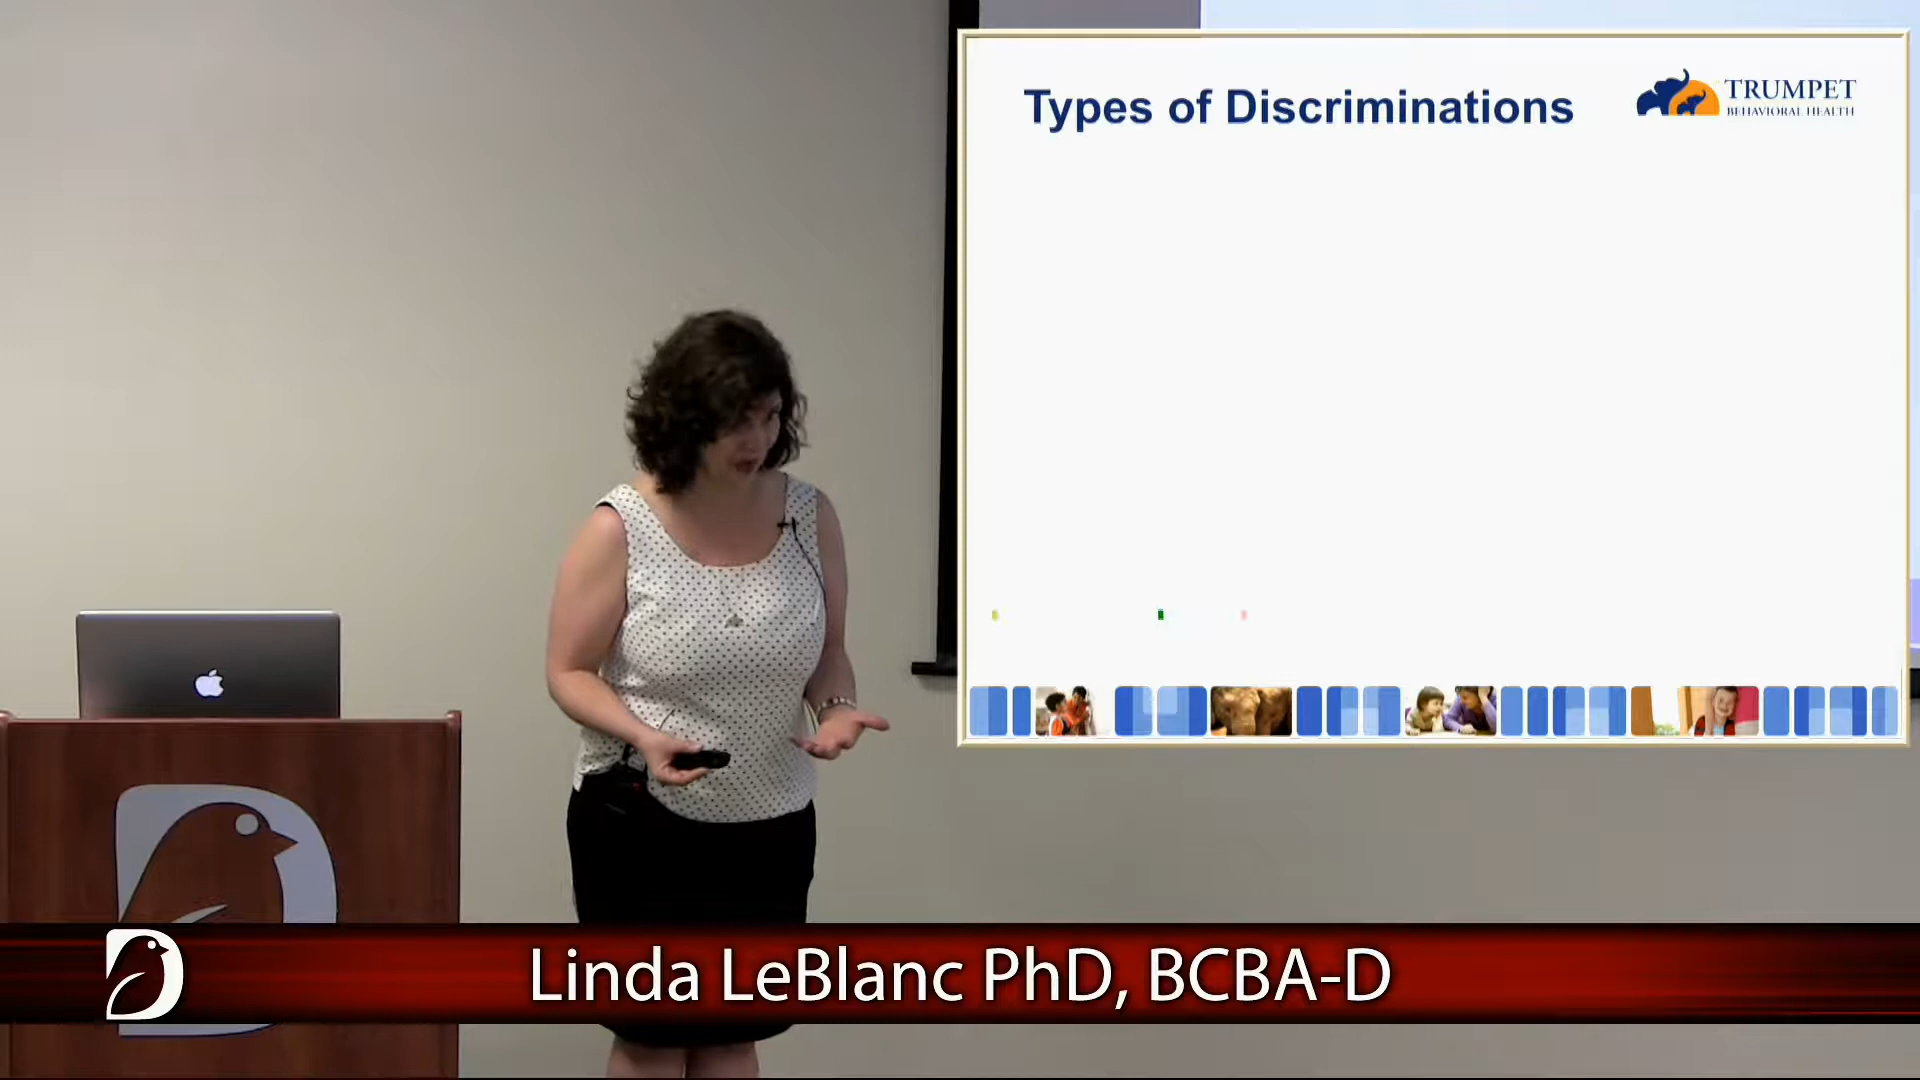 Types of Discriminations
TRUMPET
BEHAVIORAL HEALTH
Linda LeBlanc PhD, BCBA-D